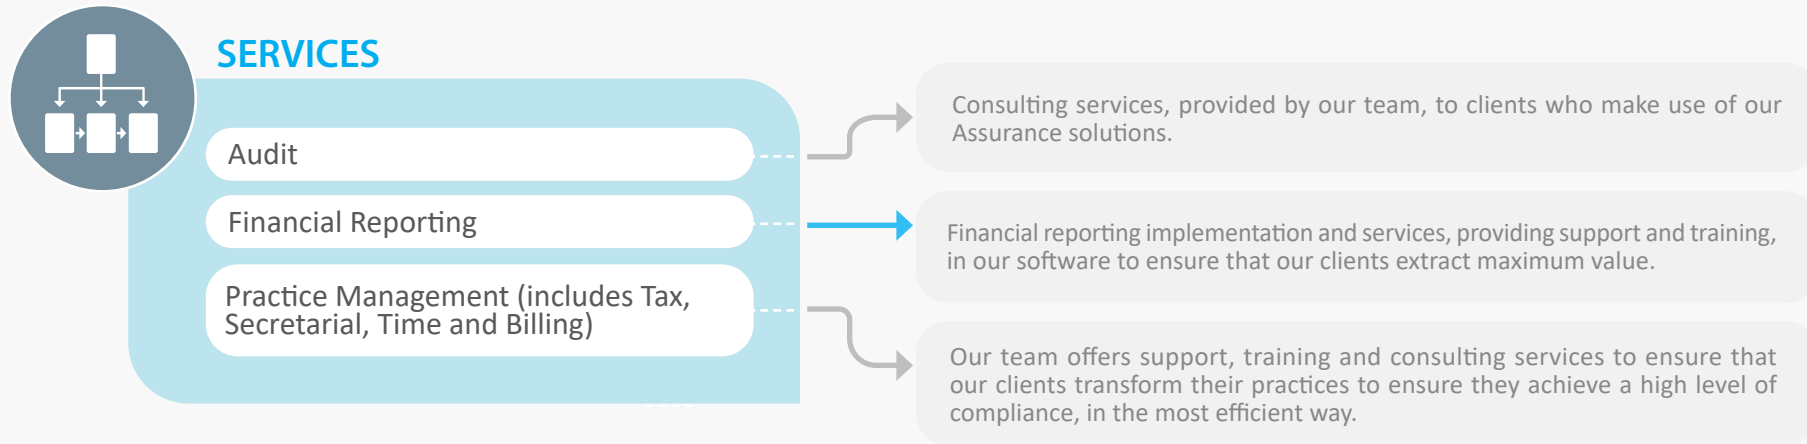 SERVICES
Audit
Consulting services, provided by our team, to clients who make use of our
Assurance solutions.
Financial Reporting
Financial reporting implementation and services, providing support and training,
in our software to ensure that our clients extract maximum value.
Practice Management (includes Tax,
Secretarial, Time and Billing)
Our team offers support, training and consulting services to ensure that
our clients transform their practices to ensure they achieve a high level of
compliance, in the most efficient way.